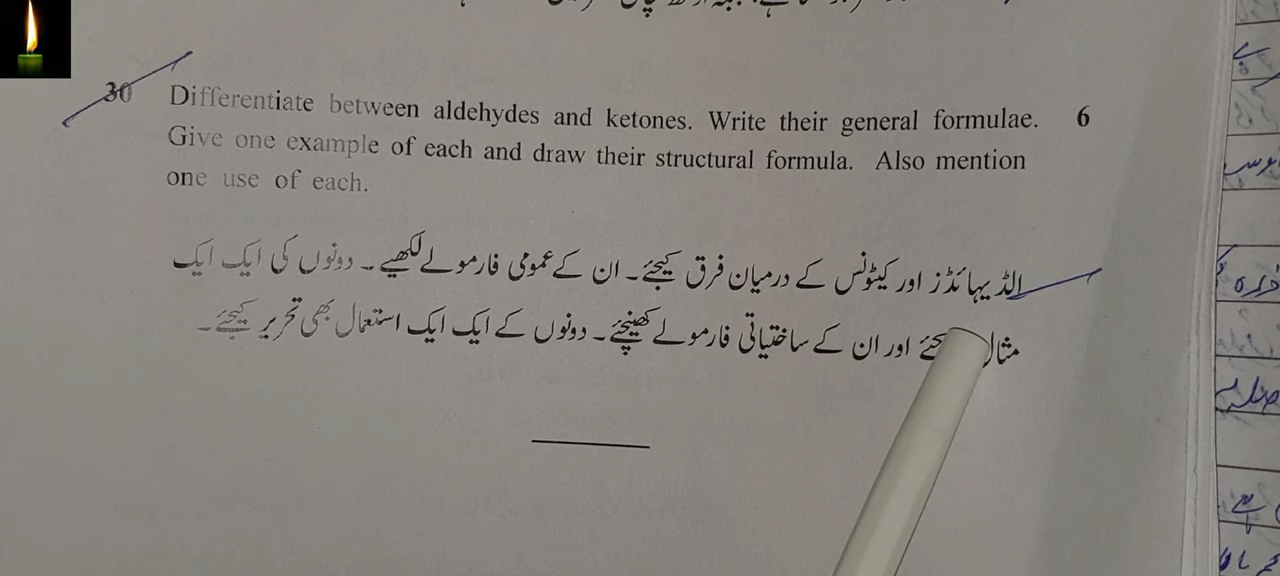 30 Differentiate between aldehydes and ketones. Write their general formulae. 6
Give one example of each and draw their structural formula. Also mention
one use of each.
الڈیہائڈز اور کیٹونس کے درمیان فرق کیجئے۔ ان کے عمومی فارمولے لکھیے۔ دونوں کی ایک ایک
مثال اور ان کے ساختیاتی فارمولے کھینچئے۔ دونوں کے ایک ایک استعمال بھی تحریر کیجئے۔